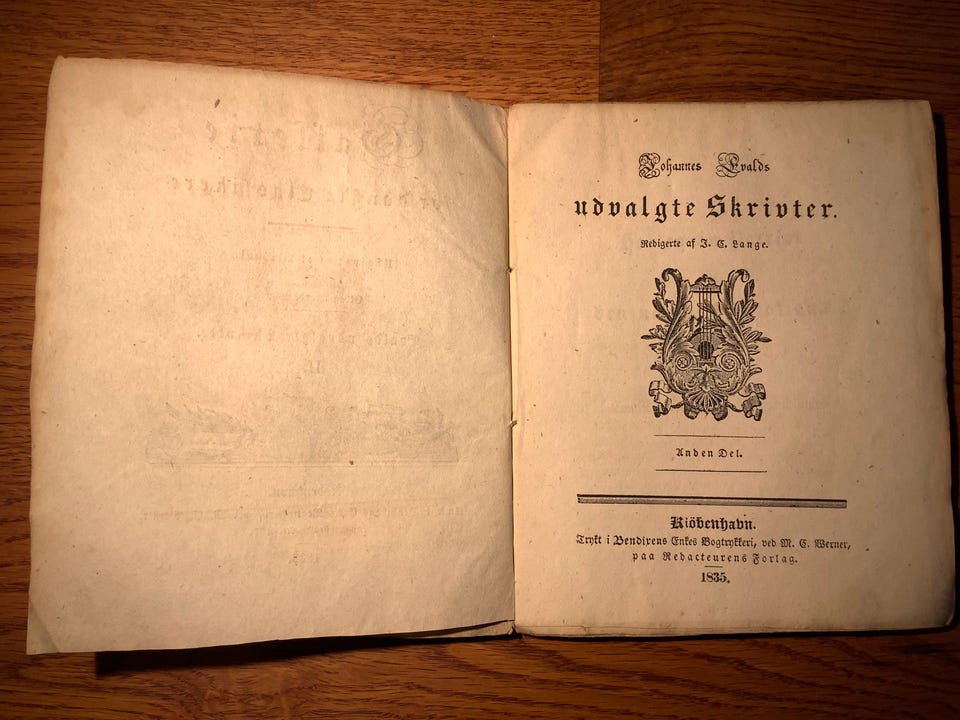 Johannes Evalds
udvalgte Skrivter.
Redigerte af J. C. Lange.
Anden Del.
Kiöbenhavn.
Trykt i Bendixens Enkes Bogtrykkeri, ved M. C. Werner,
paa Redacteurens Forlag.
1835.